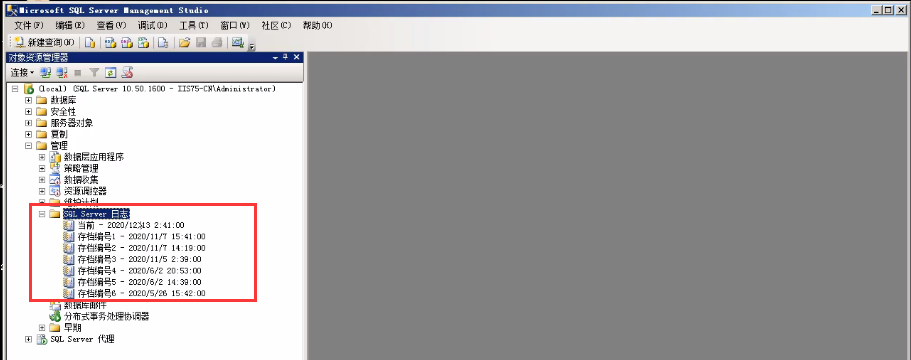 Microsoft SQL Server Management Studio
文件(F) 编辑(E) 查看(V) 调试(D) 工具(T) 窗口(W) 社区(C) 帮助(H)
新建查询(N)
对象资源管理器
连接
(local) (SQL Server 10.50.1600 - IIS75-CN\Administrator)
数据库
安全性
服务器对象
复制
管理
数据层应用程序
策略管理
数据收集
资源调控器
维护计划
SQL Server 日志
当前 - 2020/12/13 2:41:00
存档编号1 - 2020/11/7 15:41:00
存档编号2 - 2020/11/7 14:19:00
存档编号3 - 2020/11/5 2:39:00
存档编号4 - 2020/6/2 20:53:00
存档编号5 - 2020/6/2 14:39:00
存档编号6 - 2020/5/26 15:42:00
数据库邮件
分布式事务处理协调器
早期
SQL Server 代理